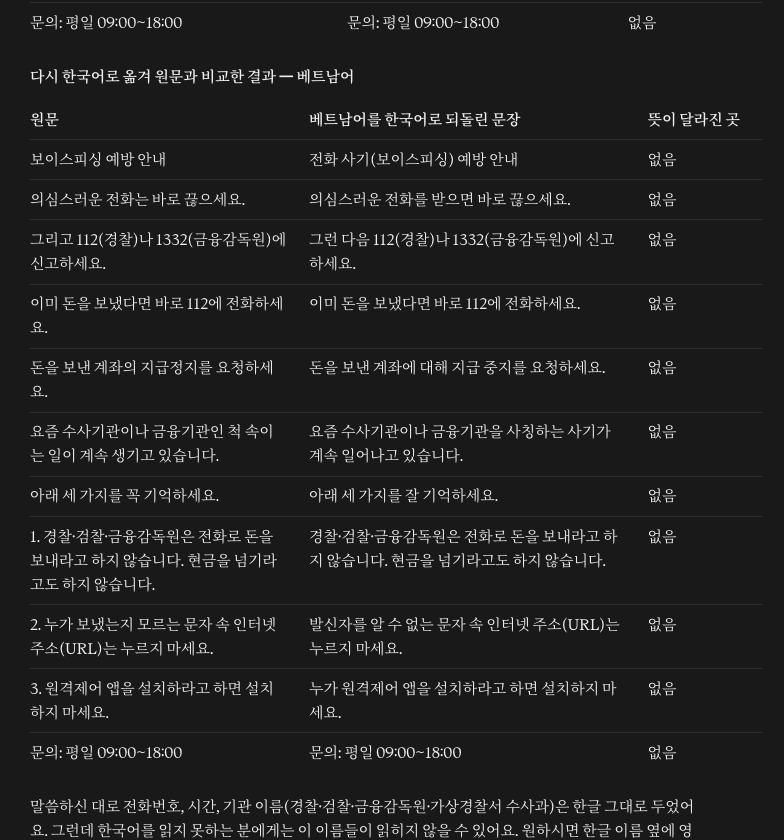 문의: 평일 09:00~18:00 문의: 평일 09:00~18:00 없음
다시 한국어로 옮겨 원문과 비교한 결과 — 베트남어
원문 베트남어를 한국어로 되돌린 문장 뜻이 달라진 곳
보이스피싱 예방 안내 전화 사기(보이스피싱) 예방 안내 없음
의심스러운 전화는 바로 끊으세요. 의심스러운 전화를 받으면 바로 끊으세요. 없음
그리고 112(경찰)나 1332(금융감독원)에 그런 다음 112(경찰)나 1332(금융감독원)에 신고 없음
신고하세요. 하세요.
이미 돈을 보냈다면 바로 112에 전화하세 이미 돈을 보냈다면 바로 112에 전화하세요. 없음
요.
돈을 보낸 계좌의 지급정지를 요청하세 돈을 보낸 계좌에 대해 지급 중지를 요청하세요. 없음
요.
요즘 수사기관이나 금융기관인 척 속이 요즘 수사기관이나 금융기관을 사칭하는 사기가 없음
는 일이 계속 생기고 있습니다. 계속 일어나고 있습니다.
아래 세 가지를 꼭 기억하세요. 아래 세 가지를 잘 기억하세요. 없음
1. 경찰·검찰·금융감독원은 전화로 돈을 경찰·검찰·금융감독원은 전화로 돈을 보내라고 하 없음
보내라고 하지 않습니다. 현금을 넘기라 지 않습니다. 현금을 넘기라고도 하지 않습니다.
고도 하지 않습니다.
2. 누가 보냈는지 모르는 문자 속 인터넷 발신자를 알 수 없는 문자 속 인터넷 주소(URL)는 없음
주소(URL)는 누르지 마세요. 누르지 마세요.
3. 원격제어 앱을 설치하라고 하면 설치 누가 원격제어 앱을 설치하라고 하면 설치하지 마 없음
하지 마세요. 세요.
문의: 평일 09:00~18:00 문의: 평일 09:00~18:00 없음
말씀하신 대로 전화번호, 시간, 기관 이름(경찰·검찰·금융감독원·가상경찰서 수사과)은 한글 그대로 두었어
요. 그런데 한국어를 읽지 못하는 분에게는 이 이름들이 읽히지 않을 수 있어요. 원하시면 한글 이름 옆에 영